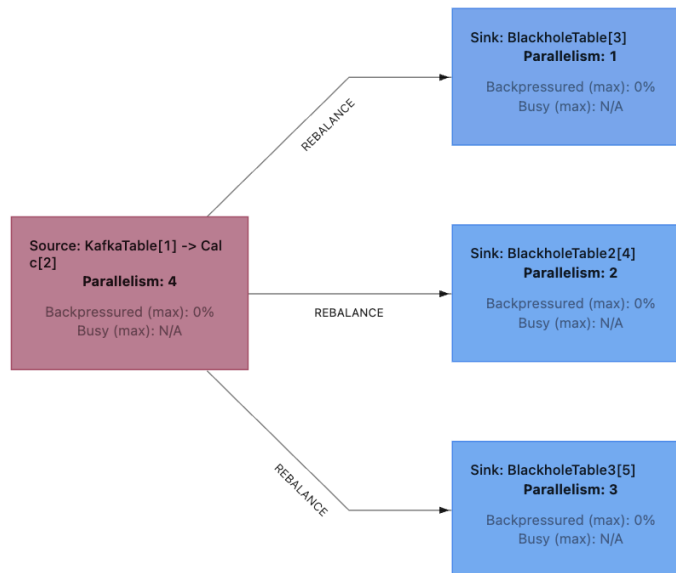 Sink: BlackholeTable[3]
Parallelism: 1
Backpressured (max): 0%
Busy (max): N/A
REBALANCE
Source: KafkaTable[1] -> Cal
c[2]
Parallelism: 4
Backpressured (max): 0%
Busy (max): N/A
REBALANCE
Sink: BlackholeTable2[4]
Parallelism: 2
Backpressured (max): 0%
Busy (max): N/A
REBALANCE
Sink: BlackholeTable3[5]
Parallelism: 3
Backpressured (max): 0%
Busy (max): N/A